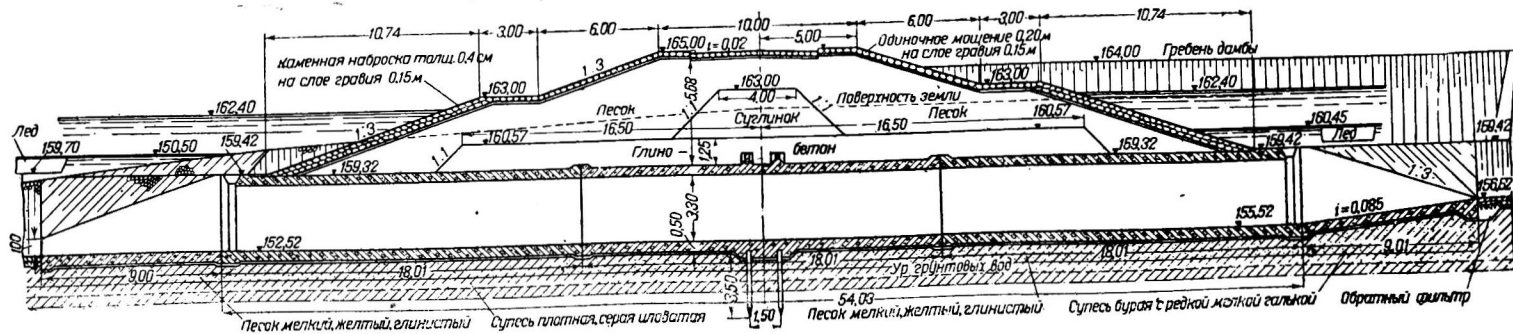 10,74 3,00 6,00 10,00 6,00 3,00 10,74
5,00
Каменная наброска толщ. 0.4 см
на слое гравия 0.15м
1:3
165,00 i=0,02
Одиночное мощение 0,20м
на слое гравия 0.15м
164,00 Гребень дамбы
163,00
5,68
163,00
4,00
163,00
162,40
162,40
Песок
Суглинок
Поверхность земли
Песок
1:3
16,50
16,50
160,57
160,57
160,45
Лед
Лед
159,70
150,50
159,42
1:1
Глино-бетон
1,25
159,32
159,32
159,42
159,42
1:3
156,52
0,50
3,30
100
152,52
155,52
i=0,085
9,00
18,01
18,01
Ур. грунтовых вод
18,01
9,01
3,50
54,03
1,50
Песок мелкий, желтый, глинистый
Супесь плотная, серая иловатая
Песок мелкий, желтый, глинистый
Супесь бурая с редкой мелкой галькой
Обратный фильтр